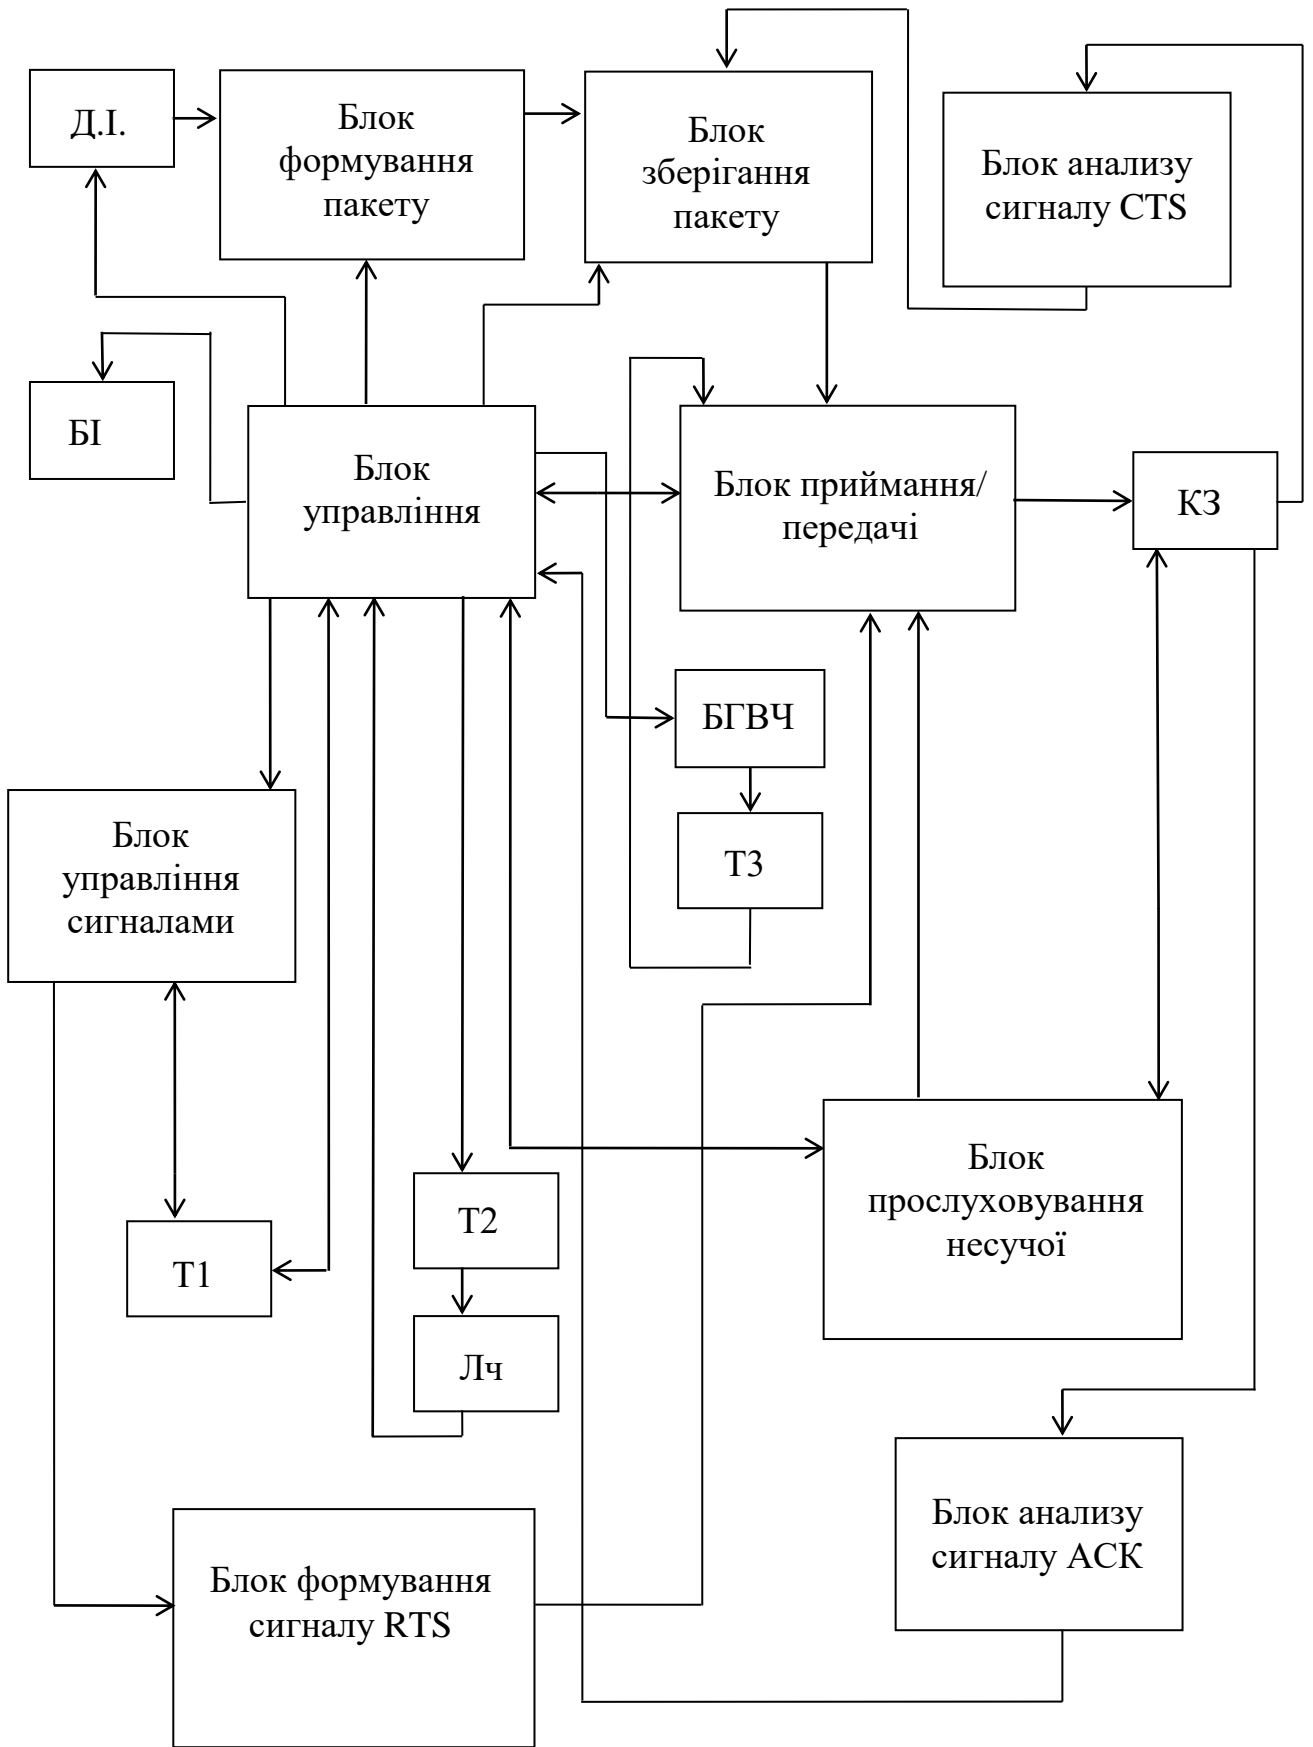 Д.І.
Блок
формування
пакету
Блок
зберігання
пакету
Блок анализу
сигналу CTS
БІ
Блок
управління
Блок приймання/
передачі
КЗ
БГВЧ
Т3
Блок
управління
сигналами
Блок
прослуховування
несучої
Т2
Т1
Лч
Блок анализу
сигналу АСК
Блок формування
сигналу RTS